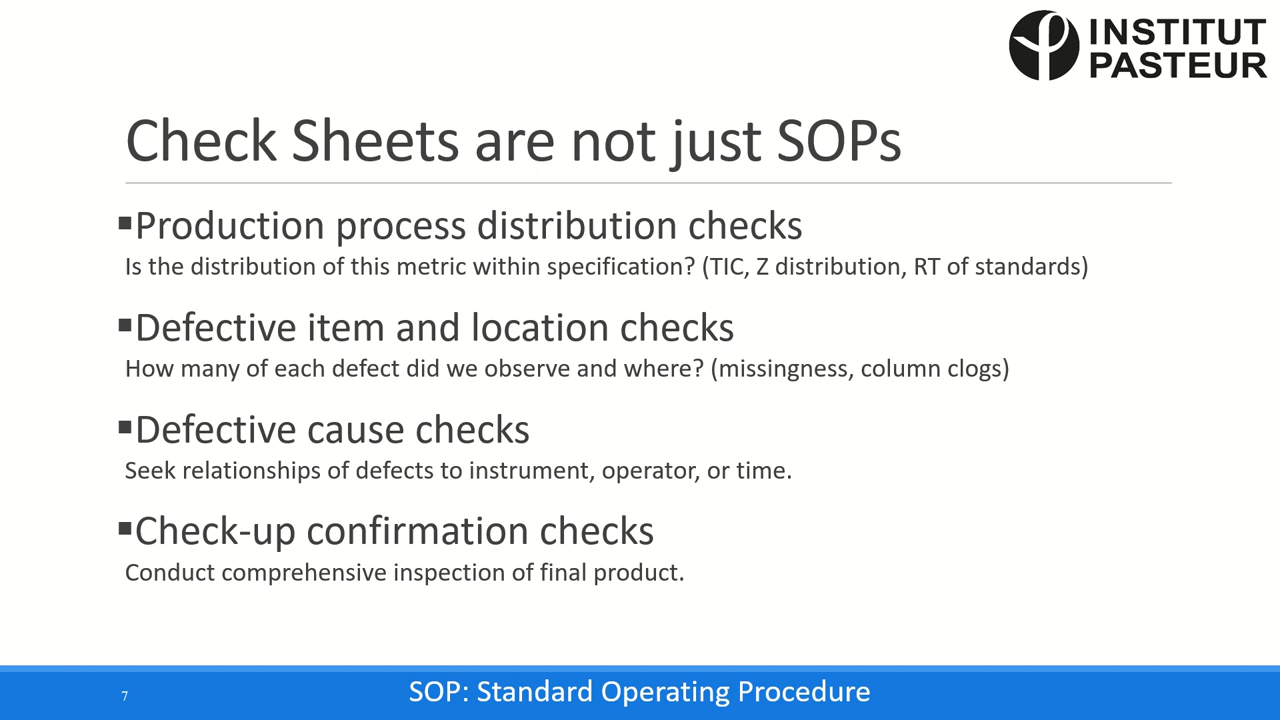 INSTITUT
PASTEUR
Check Sheets are not just SOPs
▪Production process distribution checks
Is the distribution of this metric within specification? (TIC, Z distribution, RT of standards)
▪Defective item and location checks
How many of each defect did we observe and where? (missingness, column clogs)
▪Defective cause checks
Seek relationships of defects to instrument, operator, or time.
▪Check-up confirmation checks
Conduct comprehensive inspection of final product.
7
SOP: Standard Operating Procedure